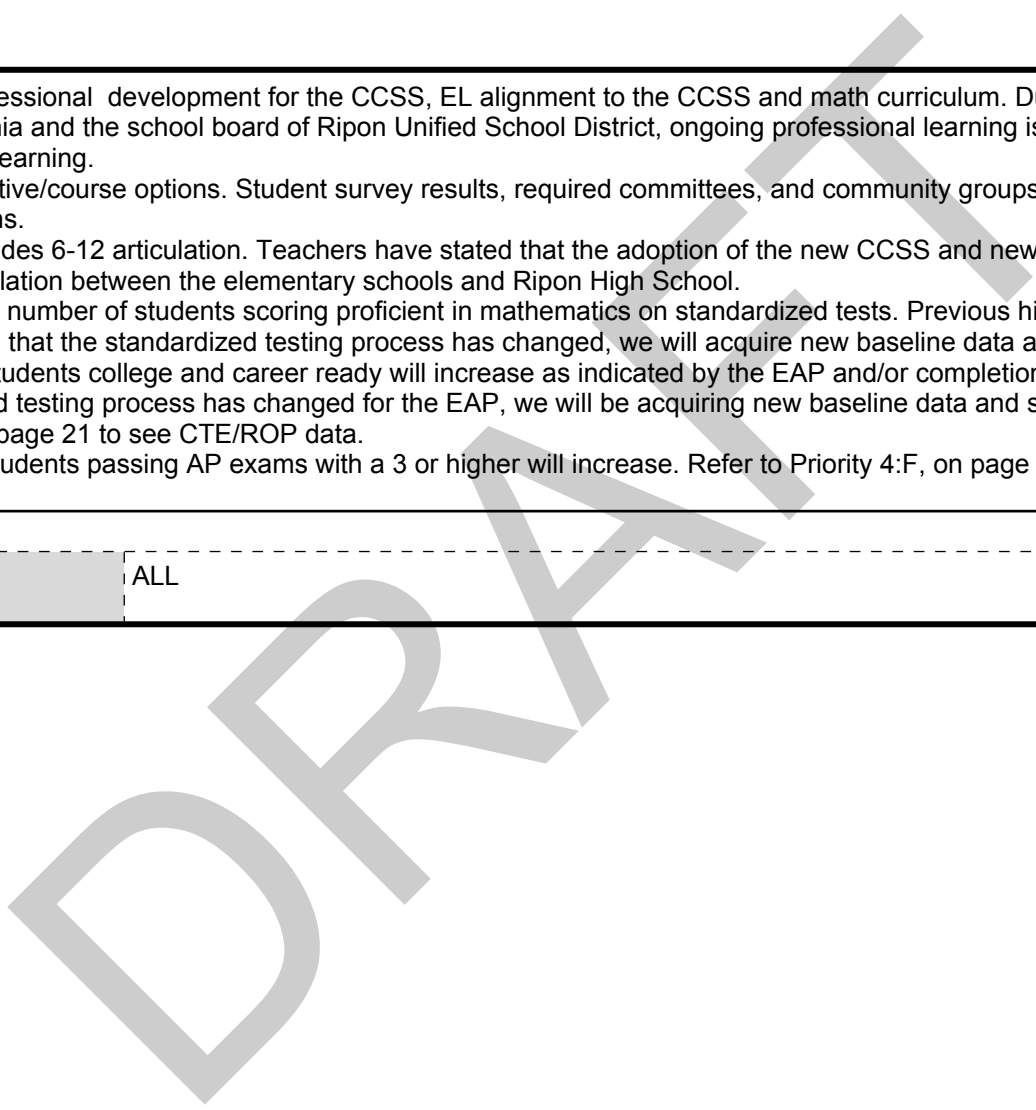 essional development for the CCSS, EL alignment to the CCSS and math curriculum. D
nia and the school board of Ripon Unified School District, ongoing professional learning is
earning.
tive/course options. Student survey results, required committees, and community groups
ns.
des 6-12 articulation. Teachers have stated that the adoption of the new CCSS and new
lation between the elementary schools and Ripon High School.
number of students scoring proficient in mathematics on standardized tests. Previous hi
that the standardized testing process has changed, we will acquire new baseline data a
tudents college and career ready will increase as indicated by the EAP and/or completion
d testing process has changed for the EAP, we will be acquiring new baseline data and s
page 21 to see CTE/ROP data.
tudents passing AP exams with a 3 or higher will increase. Refer to Priority 4:F, on page
ALL
DRAFT